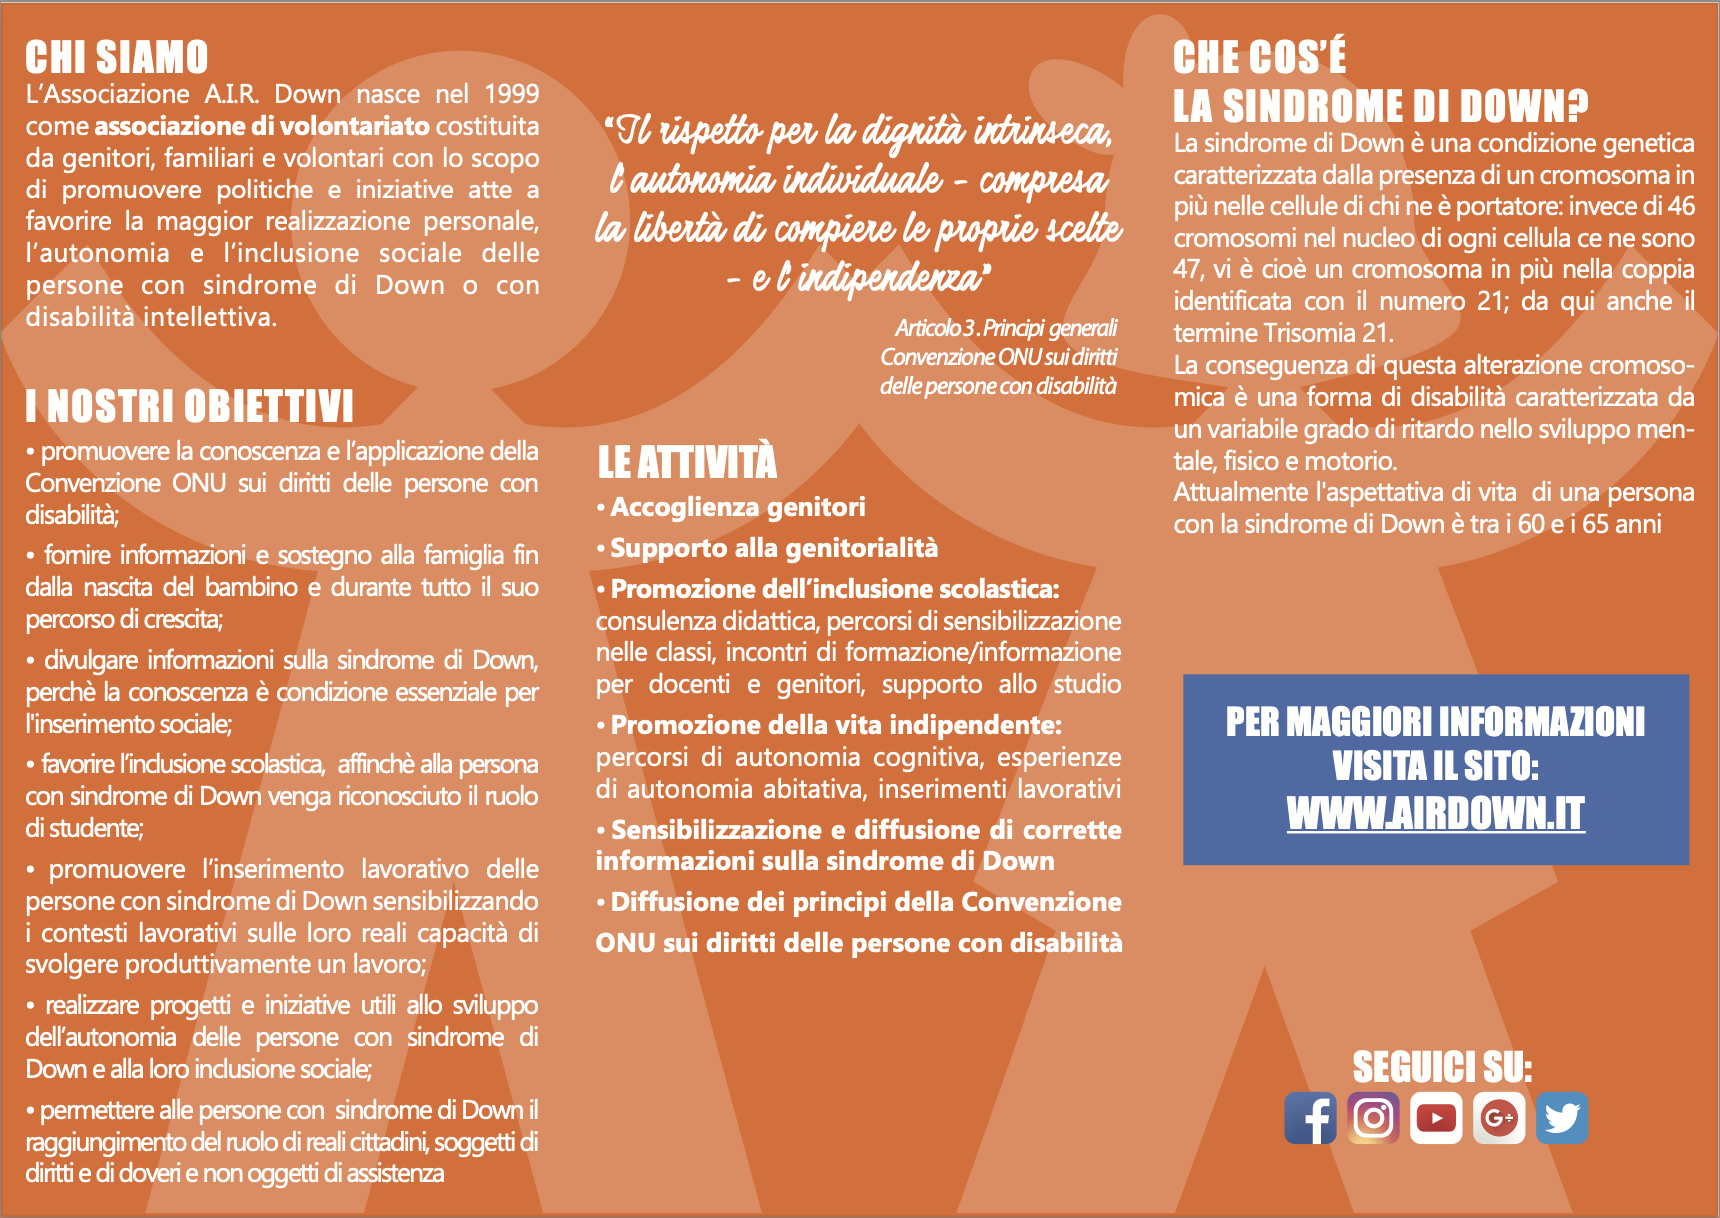 CHI SIAMO
L'Associazione A.I.R. Down nasce nel 1999
come associazione di volontariato costituita
da genitori, familiari e volontari con lo scopo
di promuovere politiche e iniziative atte a
favorire la maggior realizzazione personale,
l'autonomia e l'inclusione sociale delle
persone con sindrome di Down o con
disabilità intellettiva.
I NOSTRI OBIETTIVI
• promuovere la conoscenza e l'applicazione della
Convenzione ONU sui diritti delle persone con
disabilità;
• fornire informazioni e sostegno alla famiglia fin
dalla nascita del bambino e durante tutto il suo
percorso di crescita;
• divulgare informazioni sulla sindrome di Down,
perchè la conoscenza è condizione essenziale per
l'inserimento sociale;
• favorire l'inclusione scolastica, affinchè alla persona
con sindrome di Down venga riconosciuto il ruolo
di studente;
• promuovere l'inserimento lavorativo delle
persone con sindrome di Down sensibilizzando
i contesti lavorativi sulle loro reali capacità di
svolgere produttivamente un lavoro;
• realizzare progetti e iniziative utili allo sviluppo
dell'autonomia delle persone con sindrome di
Down e alla loro inclusione sociale;
• permettere alle persone con sindrome di Down il
raggiungimento del ruolo di reali cittadini, soggetti di
diritti e di doveri e non oggetti di assistenza
"Il rispetto per la dignità intrinseca,
l'autonomia individuale - compresa
la libertà di compiere le proprie scelte
- e l'indipendenza"
Articolo 3. Principi generali
Convenzione ONU sui diritti
delle persone con disabilità
LE ATTIVITÀ
• Accoglienza genitori
• Supporto alla genitorialità
• Promozione dell'inclusione scolastica:
consulenza didattica, percorsi di sensibilizzazione
nelle classi, incontri di formazione/informazione
per docenti e genitori, supporto allo studio
• Promozione della vita indipendente:
percorsi di autonomia cognitiva, esperienze
di autonomia abitativa, inserimenti lavorativi
• Sensibilizzazione e diffusione di corrette
informazioni sulla sindrome di Down
• Diffusione dei principi della Convenzione
ONU sui diritti delle persone con disabilità
CHE COS'É
LA SINDROME DI DOWN?
La sindrome di Down è una condizione genetica
caratterizzata dalla presenza di un cromosoma in
più nelle cellule di chi ne è portatore: invece di 46
cromosomi nel nucleo di ogni cellula ce ne sono
47, vi è cioè un cromosoma in più nella coppia
identificata con il numero 21; da qui anche il
termine Trisomia 21.
La conseguenza di questa alterazione cromoso-
mica è una forma di disabilità caratterizzata da
un variabile grado di ritardo nello sviluppo men-
tale, fisico e motorio.
Attualmente l'aspettativa di vita di una persona
con la sindrome di Down è tra i 60 e i 65 anni
PER MAGGIORI INFORMAZIONI
VISITA IL SITO:
WWW.AIRDOWN.IT
SEGUICI SU: